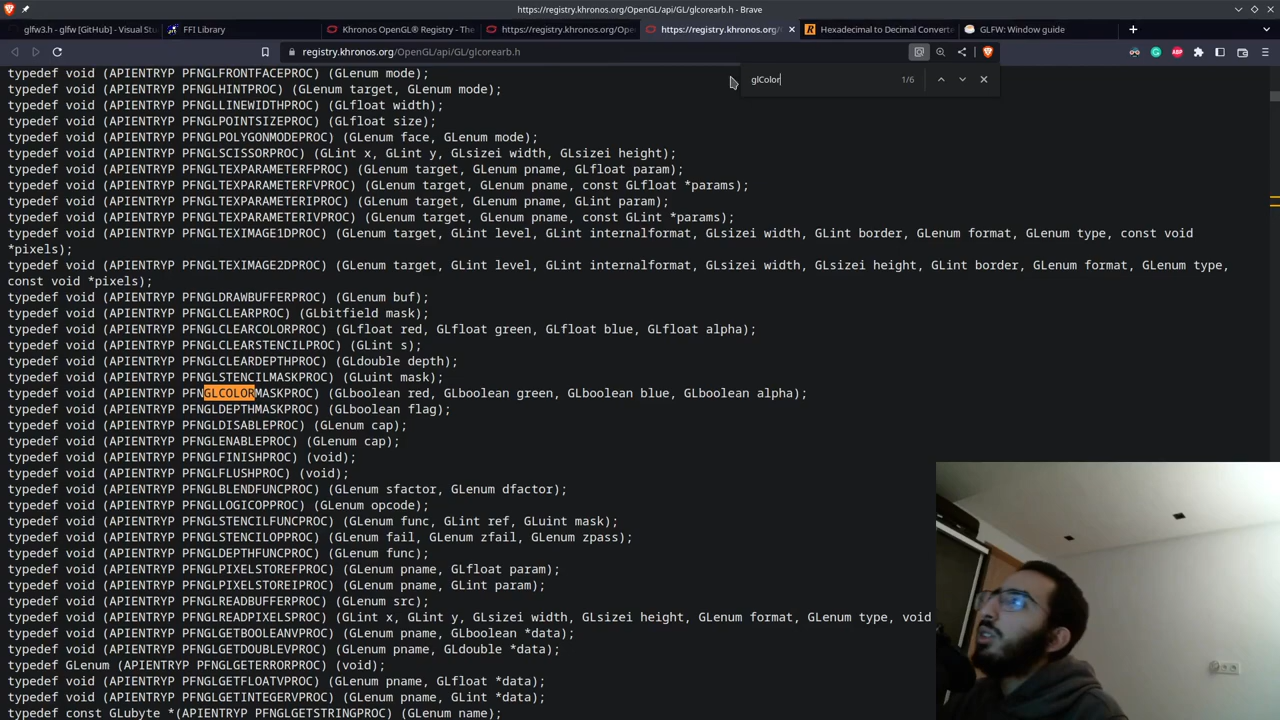 https://registry.khronos.org/OpenGL/api/GL/glcorearb.h - Brave
glfw3.h - glfw [GitHub] - Visual Stu
FFI Library
Khronos OpenGL® Registry - The
https://registry.khronos.org/Ope
https://registry.khronos.org/
Hexadecimal to Decimal Converte
GLFW: Window guide
registry.khronos.org/OpenGL/api/GL/glcorearb.h
ABP
glColor
1/6
typedef void (APIENTRYP PFNGLFRONTFACEPROC) (GLenum mode);
typedef void (APIENTRYP PFNGLHINTPROC) (GLenum target, GLenum mode);
typedef void (APIENTRYP PFNGLLINEWIDTHPROC) (GLfloat width);
typedef void (APIENTRYP PFNGLPOINTSIZEPROC) (GLfloat size);
typedef void (APIENTRYP PFNGLPOLYGONMODEPROC) (GLenum face, GLenum mode);
typedef void (APIENTRYP PFNGLSCISSORPROC) (GLint x, GLint y, GLsizei width, GLsizei height);
typedef void (APIENTRYP PFNGLTEXPARAMETERFPROC) (GLenum target, GLenum pname, GLfloat param);
typedef void (APIENTRYP PFNGLTEXPARAMETERFVPROC) (GLenum target, GLenum pname, const GLfloat *params);
typedef void (APIENTRYP PFNGLTEXPARAMETERIPROC) (GLenum target, GLenum pname, GLint param);
typedef void (APIENTRYP PFNGLTEXPARAMETERIVPROC) (GLenum target, GLenum pname, const GLint *params);
typedef void (APIENTRYP PFNGLTEXIMAGE1DPROC) (GLenum target, GLint level, GLint internalformat, GLsizei width, GLint border, GLenum format, GLenum type, const void
*pixels);
typedef void (APIENTRYP PFNGLTEXIMAGE2DPROC) (GLenum target, GLint level, GLint internalformat, GLsizei width, GLsizei height, GLint border, GLenum format, GLenum type,
const void *pixels);
typedef void (APIENTRYP PFNGLDRAWBUFFERPROC) (GLenum buf);
typedef void (APIENTRYP PFNGLCLEARPROC) (GLbitfield mask);
typedef void (APIENTRYP PFNGLCLEARCOLORPROC) (GLfloat red, GLfloat green, GLfloat blue, GLfloat alpha);
typedef void (APIENTRYP PFNGLCLEARSTENCILPROC) (GLint s);
typedef void (APIENTRYP PFNGLCLEARDEPTHPROC) (GLdouble depth);
typedef void (APIENTRYP PFNGLSTENCILMASKPROC) (GLuint mask);
typedef void (APIENTRYP PFNGLCOLORMASKPROC) (GLboolean red, GLboolean green, GLboolean blue, GLboolean alpha);
typedef void (APIENTRYP PFNGLDEPTHMASKPROC) (GLboolean flag);
typedef void (APIENTRYP PFNGLDISABLEPROC) (GLenum cap);
typedef void (APIENTRYP PFNGLENABLEPROC) (GLenum cap);
typedef void (APIENTRYP PFNGLFINISHPROC) (void);
typedef void (APIENTRYP PFNGLFLUSHPROC) (void);
typedef void (APIENTRYP PFNGLBLENDFUNCPROC) (GLenum sfactor, GLenum dfactor);
typedef void (APIENTRYP PFNGLLOGICOPPROC) (GLenum opcode);
typedef void (APIENTRYP PFNGLSTENCILFUNCPROC) (GLenum func, GLint ref, GLuint mask);
typedef void (APIENTRYP PFNGLSTENCILOPPROC) (GLenum fail, GLenum zfail, GLenum zpass);
typedef void (APIENTRYP PFNGLDEPTHFUNCPROC) (GLenum func);
typedef void (APIENTRYP PFNGLPIXELSTOREFPROC) (GLenum pname, GLfloat param);
typedef void (APIENTRYP PFNGLPIXELSTOREIPROC) (GLenum pname, GLint param);
typedef void (APIENTRYP PFNGLREADBUFFERPROC) (GLenum src);
typedef void (APIENTRYP PFNGLREADPIXELSPROC) (GLint x, GLint y, GLsizei width, GLsizei height, GLenum format, GLenum type, void
typedef void (APIENTRYP PFNGLGETBOOLEANVPROC) (GLenum pname, GLboolean *data);
typedef void (APIENTRYP PFNGLGETDOUBLEVPROC) (GLenum pname, GLdouble *data);
typedef GLenum (APIENTRYP PFNGLGETERRORPROC) (void);
typedef void (APIENTRYP PFNGLGETFLOATVPROC) (GLenum pname, GLfloat *data);
typedef void (APIENTRYP PFNGLGETINTEGERVPROC) (GLenum pname, GLint *data);
typedef const GLubyte *(APIENTRYP PFNGLGETSTRINGPROC) (GLenum name);